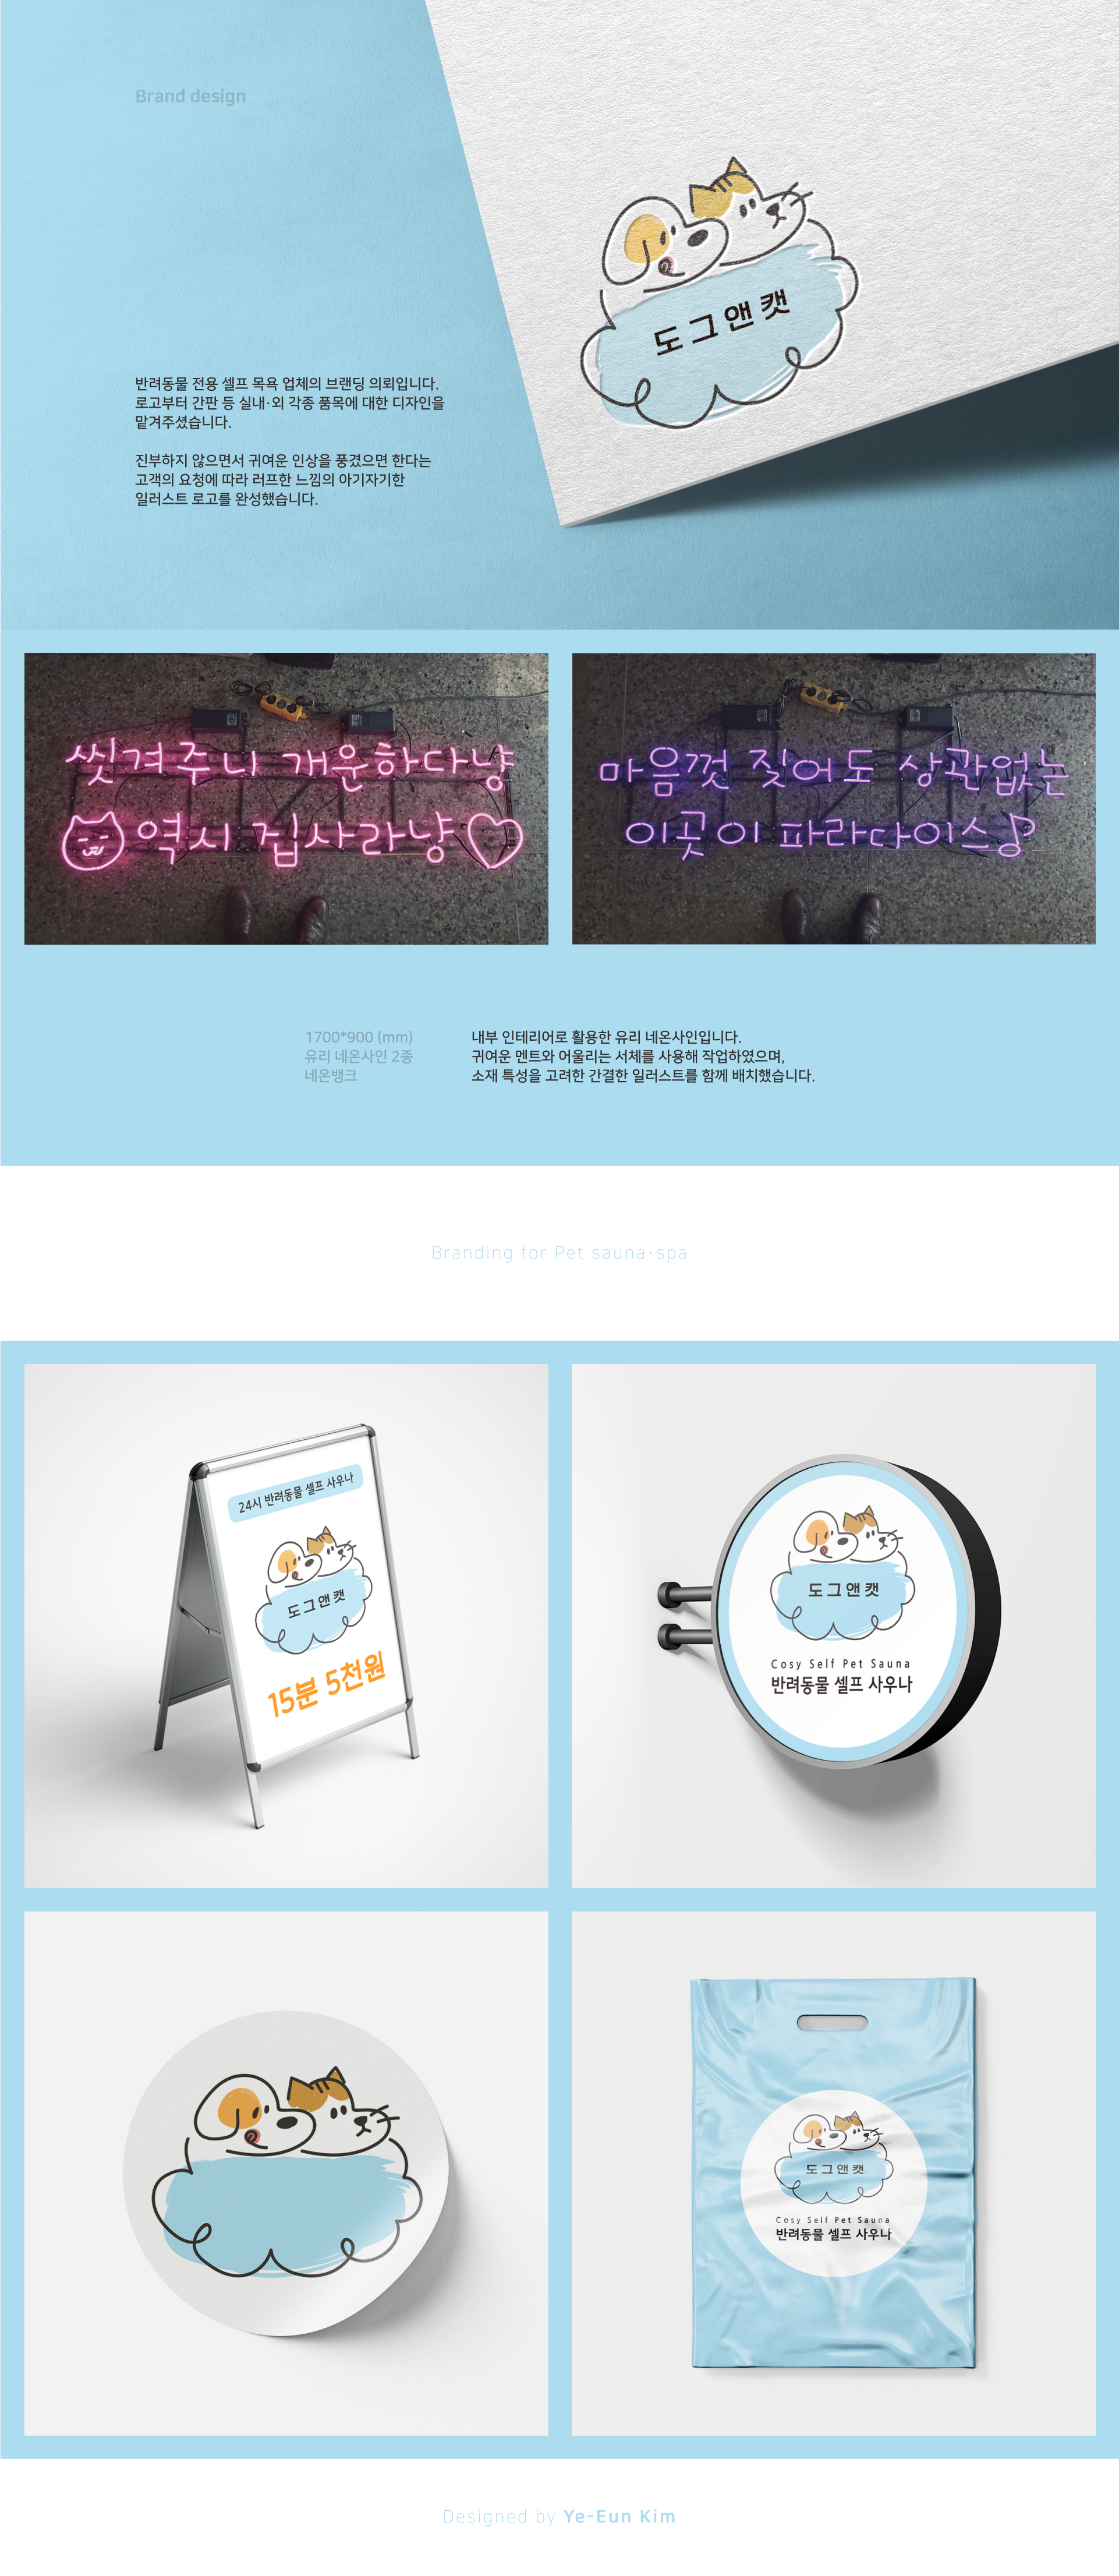 Brand design
도그앤캣
반려동물 전용 셀프 목욕 업체의 브랜딩 의뢰입니다.
로고부터 간판 등 실내·외 각종 품목에 대한 디자인을
맡겨주셨습니다.
진부하지 않으면서 귀여운 인상을 풍겼으면 한다는
고객의 요청에 따라 러프한 느낌의 아기자기한
일러스트 로고를 완성했습니다.
씻겨주니 개운하다냥
역시 집사라냥
마음껏 짖어도 상관없는
이곳이 파라다이스
1700*900 (mm)
유리 네온사인 2종
네온뱅크
내부 인테리어로 활용한 유리 네온사인입니다.
귀여운 멘트와 어울리는 서체를 사용해 작업하였으며,
소재 특성을 고려한 간결한 일러스트를 함께 배치했습니다.
Branding for Pet sauna·spa
24시 반려동물 셀프 사우나
도그앤캣
15분 5천원
도그앤캣
Cosy Self Pet Sauna
반려동물 셀프 사우나
도그앤캣
Cosy Self Pet Sauna
반려동물 셀프 사우나
Designed by Ye-Eun Kim